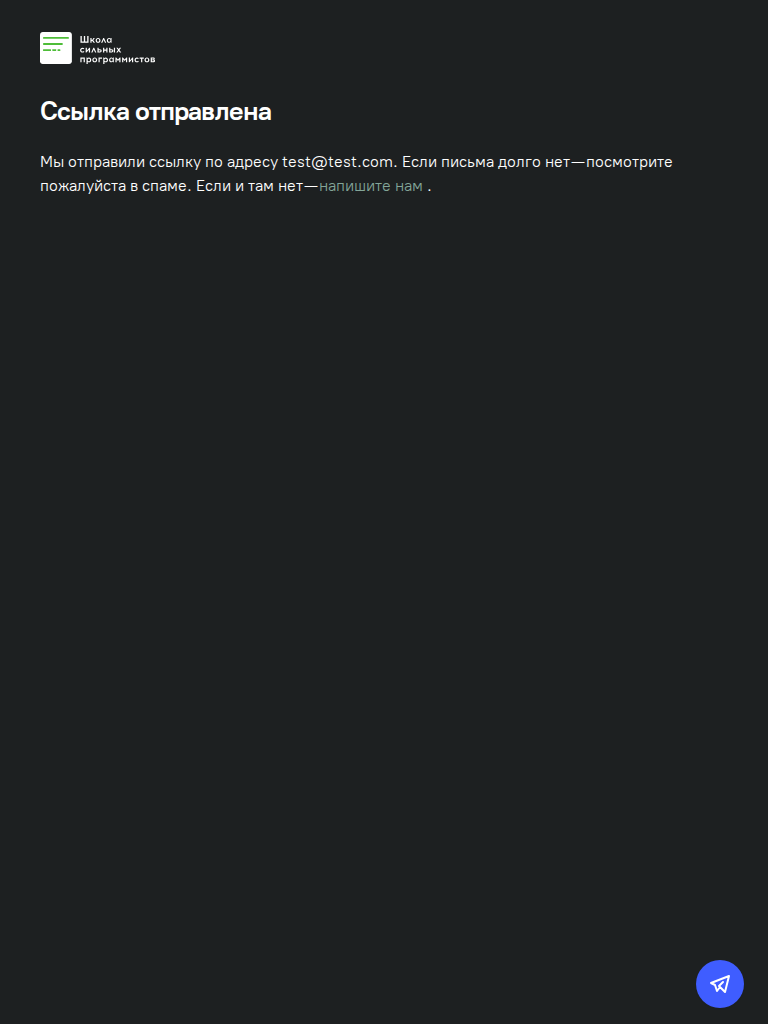 Школа
сильных
программистов
Ссылка отправлена
Мы отправили ссылку по адресу test@test.com. Если письма долго нет—посмотрите
пожалуйста в спаме. Если и там нет—напишите нам .